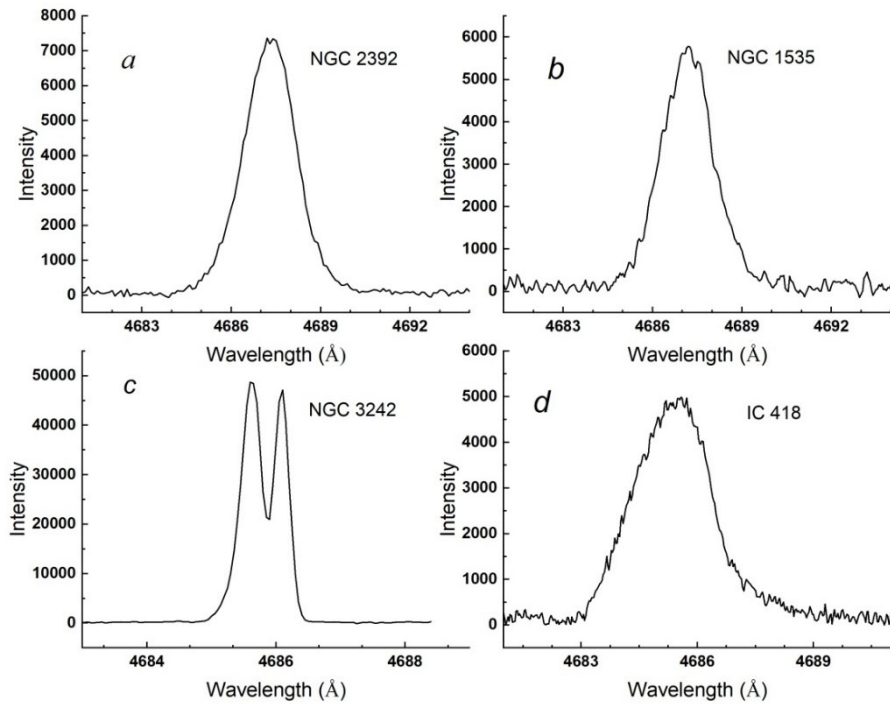 a
NGC 2392
Intensity
8000
7000
6000
5000
4000
3000
2000
1000
0
4683
4686
4689
4692
Wavelength (Å)
b
NGC 1535
Intensity
6000
5000
4000
3000
2000
1000
0
4683
4686
4689
4692
Wavelength (Å)
c
NGC 3242
Intensity
50000
40000
30000
20000
10000
0
4684
4686
4688
Wavelength (Å)
d
IC 418
Intensity
6000
5000
4000
3000
2000
1000
0
4683
4686
4689
Wavelength (Å)